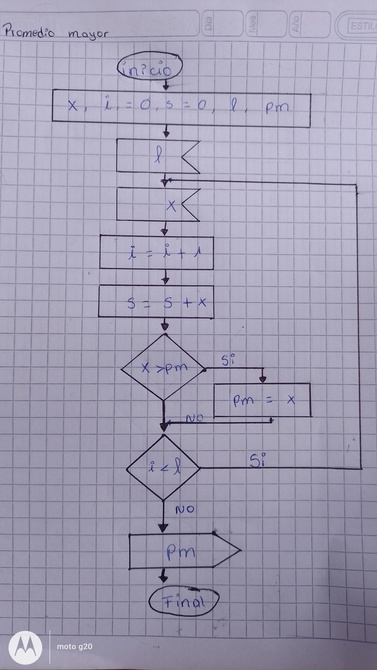 Promedio mayor
Día
Mes
Año
ESTILO
inicio
x, i = 0, s = 0, l, pm
l
x
i = i + 1
s = s + x
x > pm
Si
pm = x
NO
i < l
Si
NO
pm
Final
moto g20